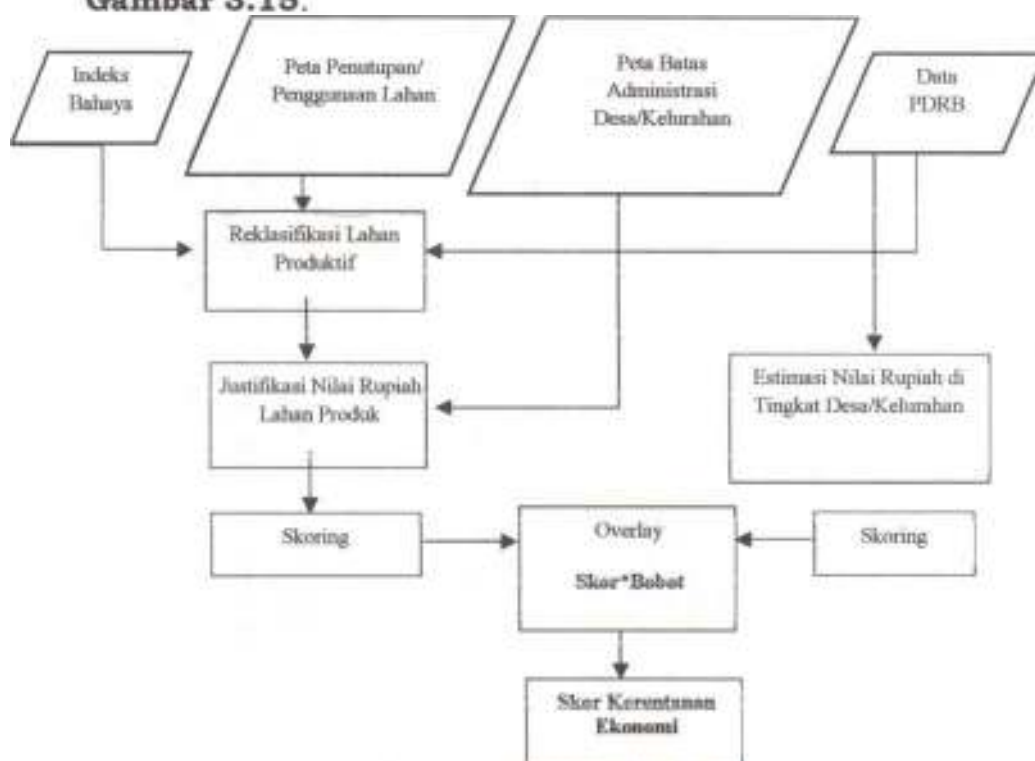 Gambar 3.15.
Indeks
Bahaya
Peta Penutupan/
Penggunaan Lahan
Peta Batas
Administrasi
Desa/Kelurahan
Data
PDRB
Reklasifikasi Lahan
Produktif
Justifikasi Nilai Rupiah
Lahan Produk
Estimasi Nilai Rupiah di
Tingkat Desa/Kelurahan
Skoring
Overlay
Skor*Bobot
Skoring
Skor Kerentanan
Ekonomi